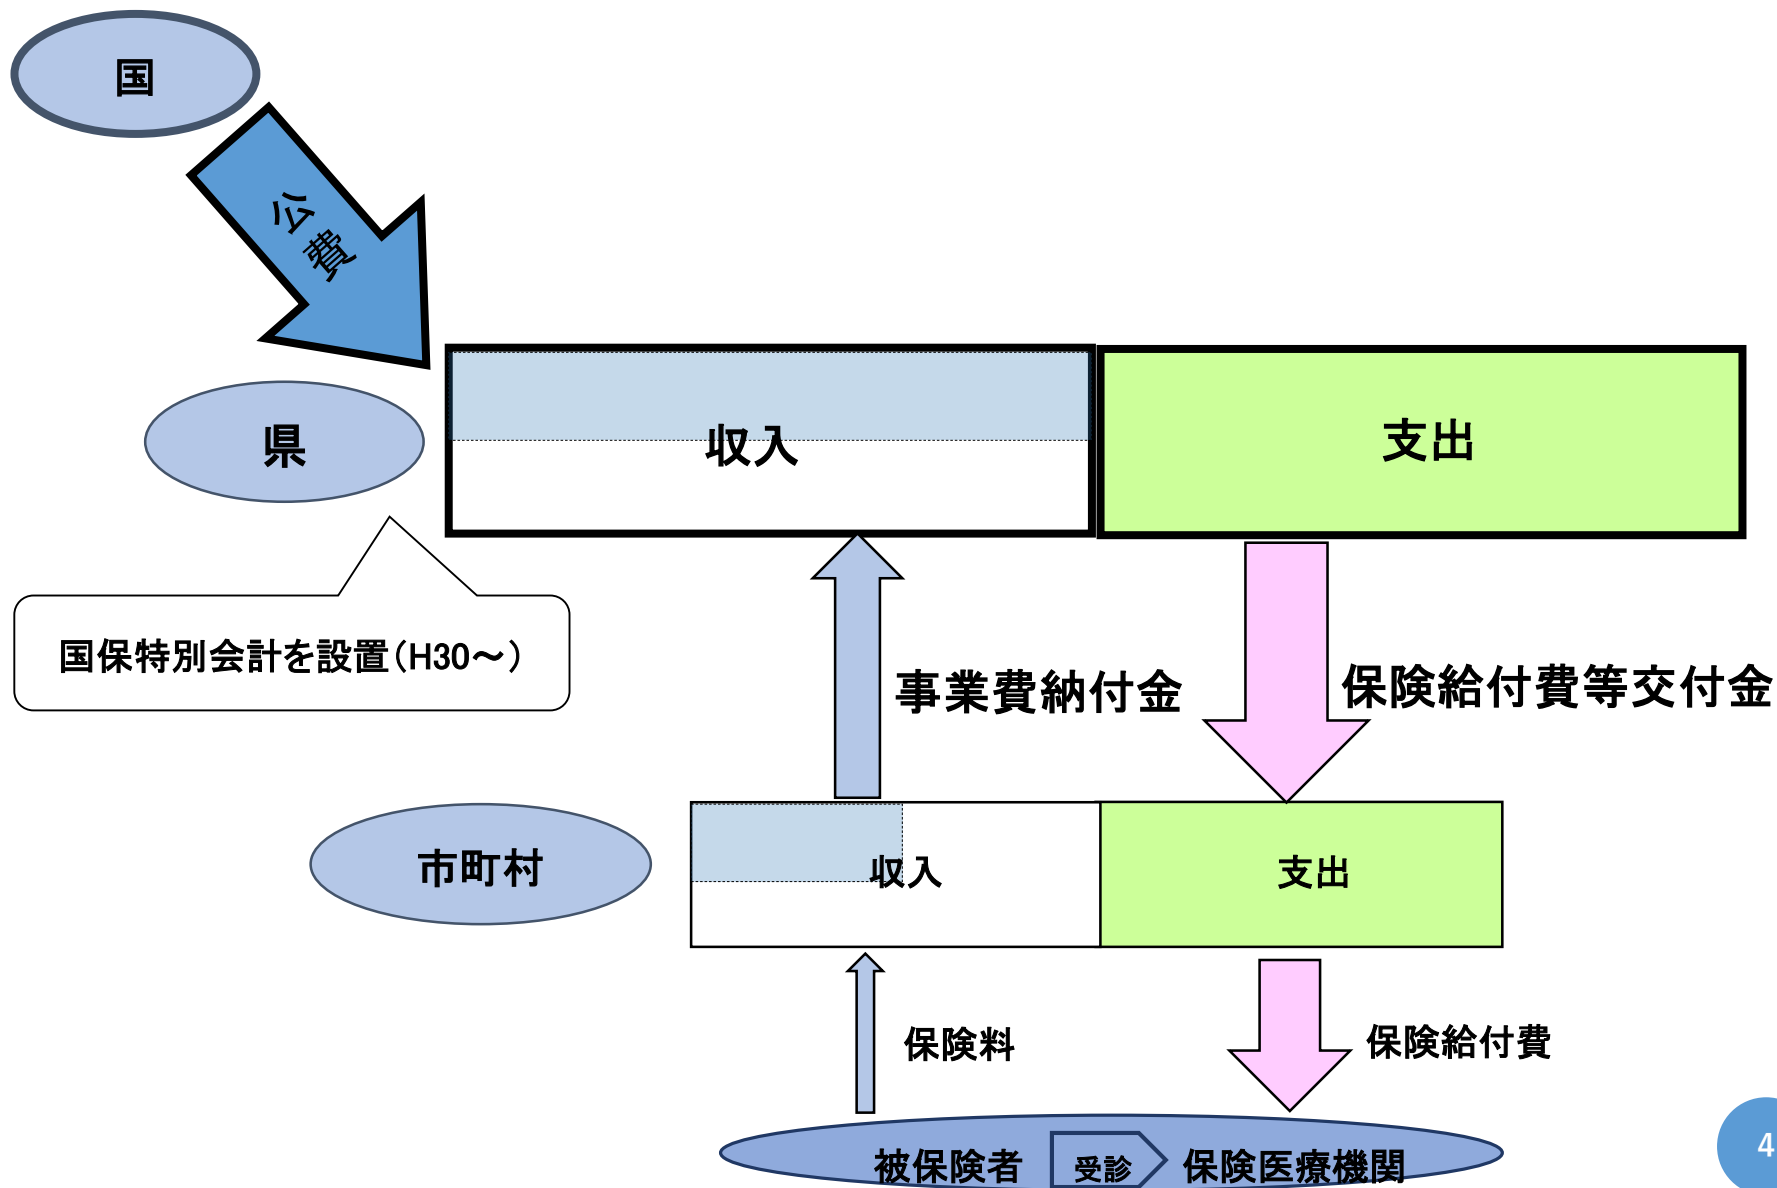 国
公費
県
収入
支出
国保特別会計を設置(H30～)
事業費納付金
保険給付費等交付金
市町村
収入
支出
保険料
保険給付費
被保険者
受診
保険医療機関
4